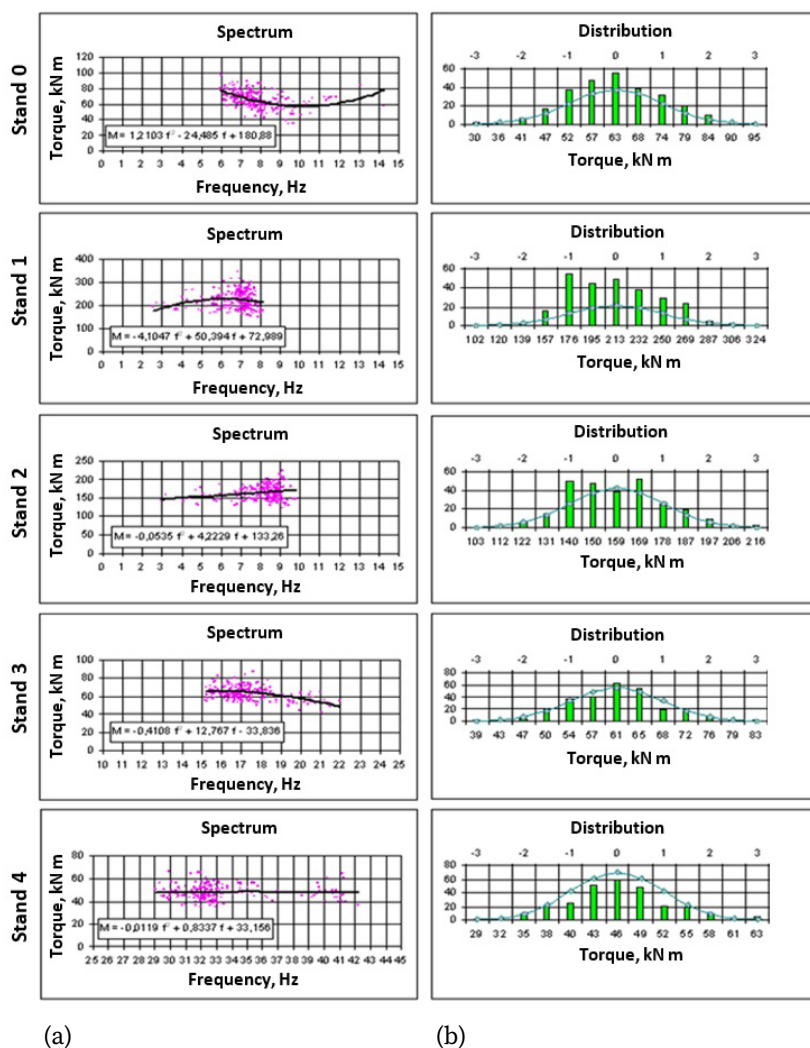 Stand 0
Spectrum
Torque, kN m
120
100
80
60
40
20
0
M = 1,2103 f² - 24,485 f + 180,88
0 1 2 3 4 5 6 7 8 9 10 11 12 13 14 15
Frequency, Hz
Distribution
-3 -2 -1 0 1 2 3
60
40
20
0
30 36 41 47 52 57 63 68 74 79 84 90 95
Torque, kN m
Stand 1
Spectrum
Torque, kN m
400
300
200
100
0
M = -4,1047 f² + 50,394 f + 72,989
0 1 2 3 4 5 6 7 8 9 10 11 12 13 14 15
Frequency, Hz
Distribution
-3 -2 -1 0 1 2 3
60
40
20
0
102 120 139 157 176 195 213 232 250 269 287 306 324
Torque, kN m
Stand 2
Spectrum
Torque, kN m
250
200
150
100
50
0
M = -0,0535 f² + 4,2229 f + 133,26
0 1 2 3 4 5 6 7 8 9 10 11 12 13 14 15
Frequency, Hz
Distribution
-3 -2 -1 0 1 2 3
60
40
20
0
103 112 122 131 140 150 159 169 178 187 197 206 216
Torque, kN m
Stand 3
Spectrum
Torque, kN m
100
80
60
40
20
0
M = -0,4108 f² + 12,767 f - 33,836
10 11 12 13 14 15 16 17 18 19 20 21 22 23 24 25
Frequency, Hz
Distribution
-3 -2 -1 0 1 2 3
80
60
40
20
0
39 43 47 50 54 57 61 65 68 72 76 79 83
Torque, kN m
Stand 4
Spectrum
Torque, kN m
80
60
40
20
0
M = -0,0119 f² + 0,8337 f + 33,156
25 26 27 28 29 30 31 32 33 34 35 36 37 38 39 40 41 42 43 44 45
Frequency, Hz
Distribution
-3 -2 -1 0 1 2 3
80
60
40
20
0
29 32 35 38 40 43 46 49 52 55 58 61 63
Torque, kN m
(a)
(b)